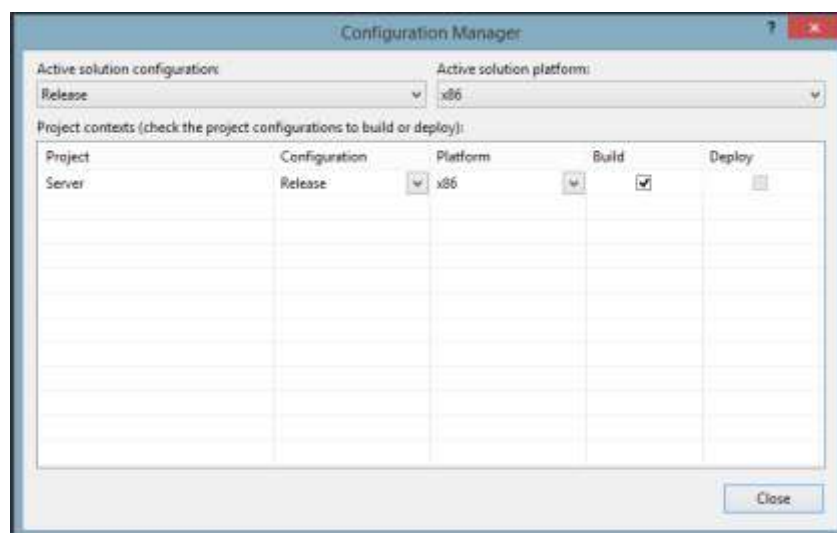 Configuration Manager ?
Active solution configuration: Active solution platform:
Release x86
Project contexts (check the project configurations to build or deploy):
Project Configuration Platform Build Deploy
Server Release x86
Close